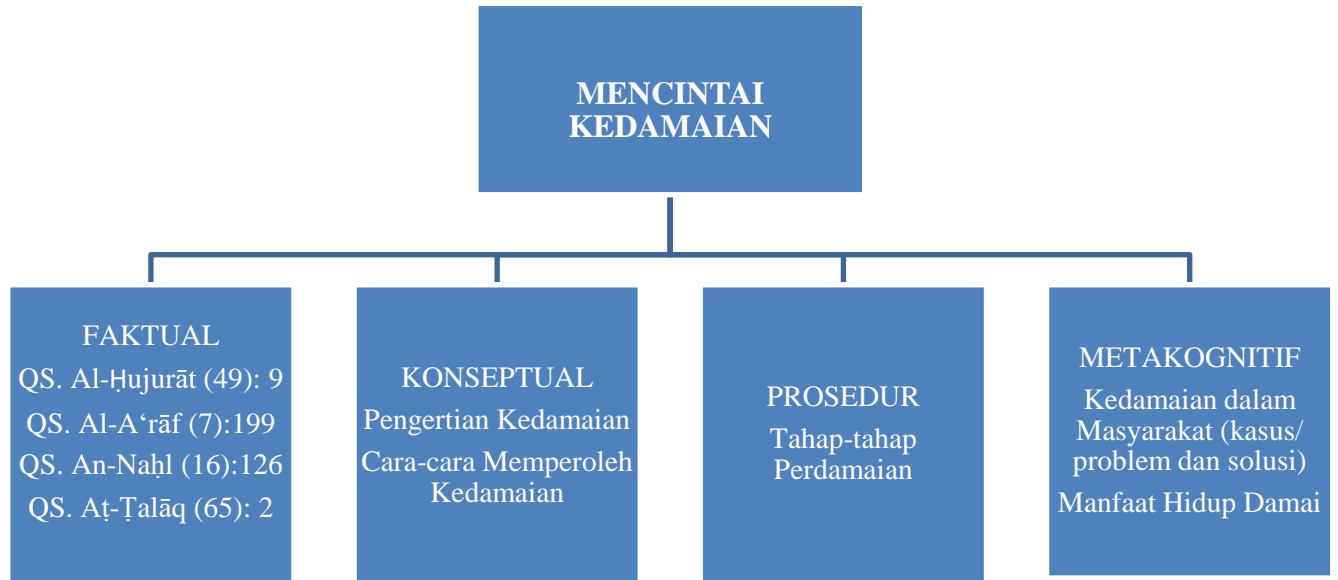 MENCINTAI
KEDAMAIAN
FAKTUAL
QS. Al-Ḥujurāt (49): 9
QS. Al-A‘rāf (7):199
QS. An-Naḥl (16):126
QS. Aṭ-Ṭalāq (65): 2
KONSEPTUAL
Pengertian Kedamaian
Cara-cara Memperoleh
Kedamaian
PROSEDUR
Tahap-tahap
Perdamaian
METAKOGNITIF
Kedamaian dalam
Masyarakat (kasus/
problem dan solusi)
Manfaat Hidup Damai